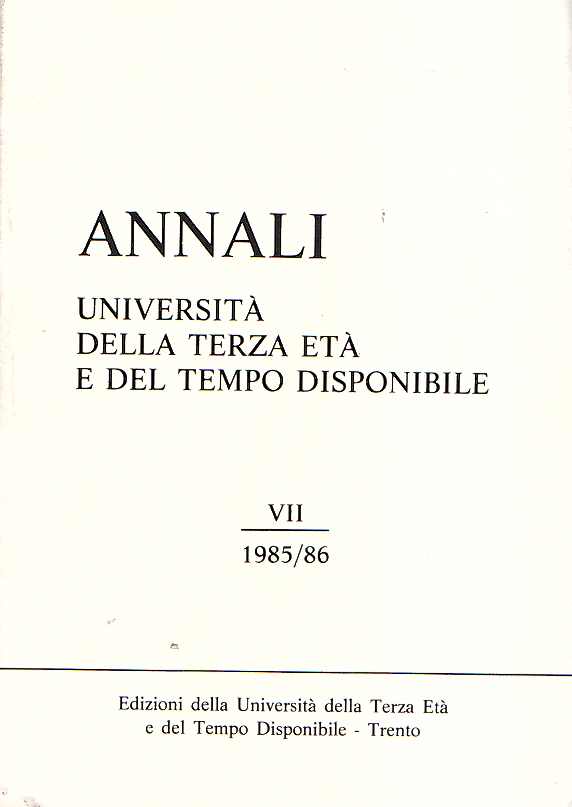 ANNALI
UNIVERSITÀ
DELLA TERZA ETÀ
E DEL TEMPO DISPONIBILE
VII
1985/86
Edizioni della Università della Terza Età
e del Tempo Disponibile - Trento